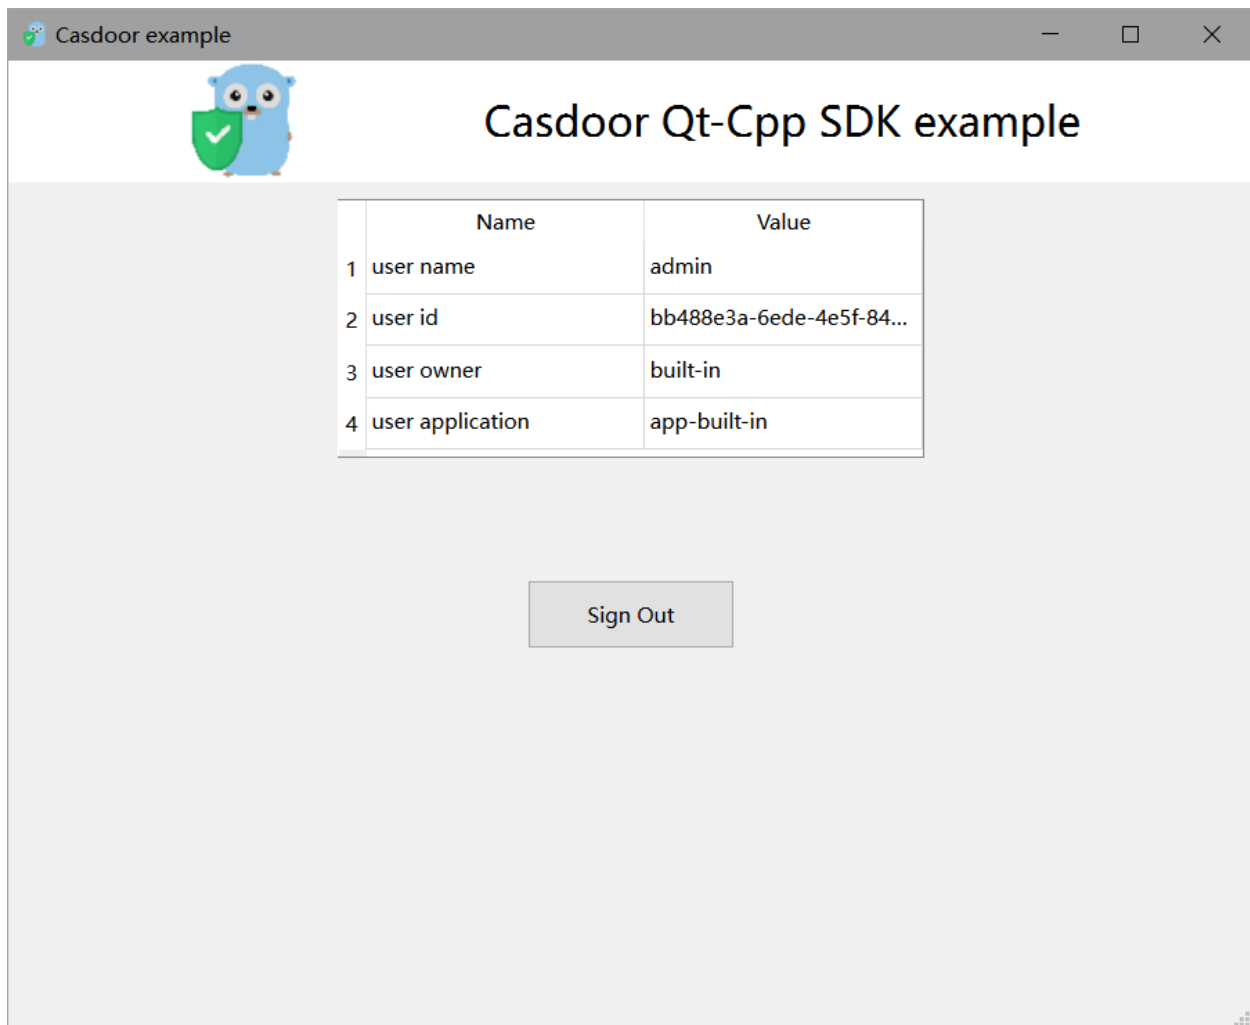 Casdoor example
Casdoor Qt-Cpp SDK example
Name Value
1 user name admin
2 user id bb488e3a-6ede-4e5f-84...
3 user owner built-in
4 user application app-built-in
Sign Out